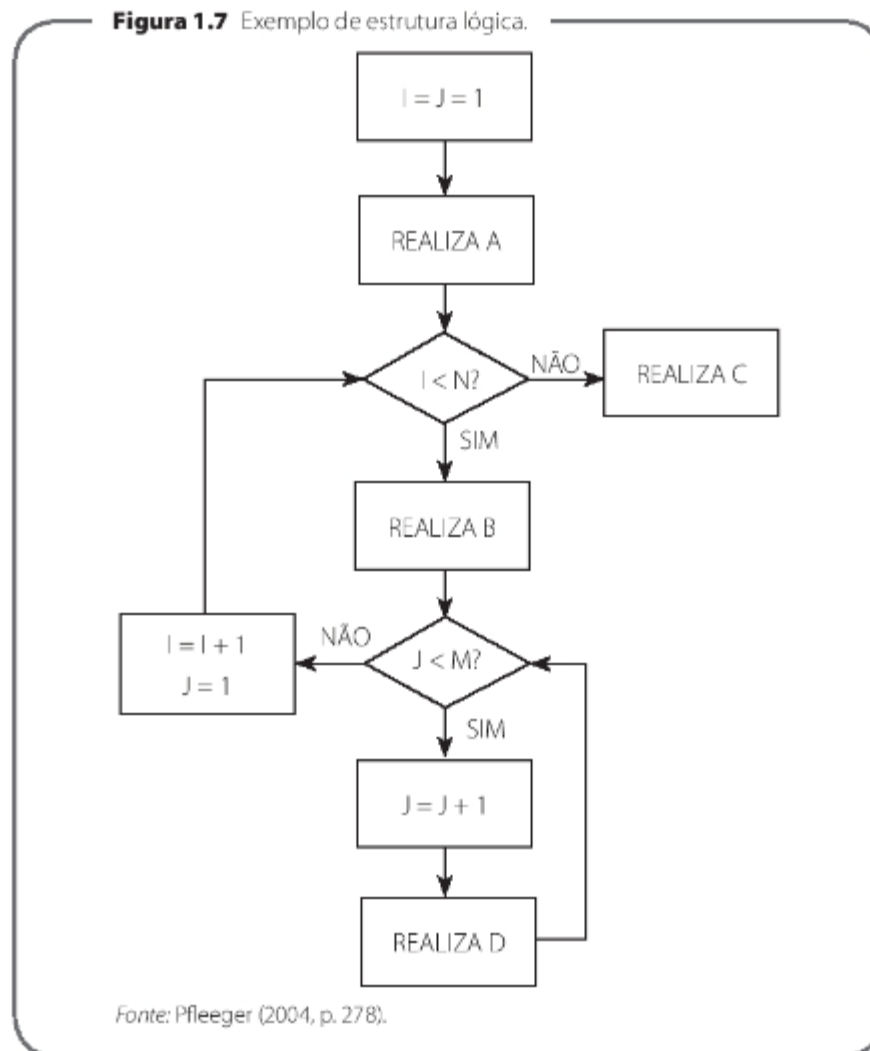 Figura 1.7 Exemplo de estrutura lógica.
I = J = 1
REALIZA A
I < N?
NÃO
REALIZA C
SIM
REALIZA B
NÃO
J < M?
I = I + 1
J = 1
SIM
J = J + 1
REALIZA D
Fonte: Pfleeger (2004, p. 278).